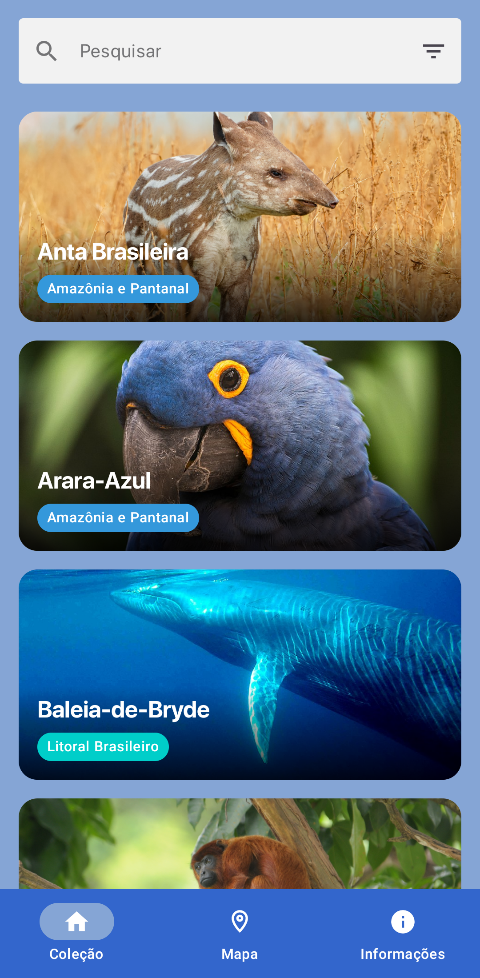 Pesquisar
Anta Brasileira
Amazônia e Pantanal
Arara-Azul
Amazônia e Pantanal
Baleia-de-Bryde
Litoral Brasileiro
Coleção
Mapa
Informações